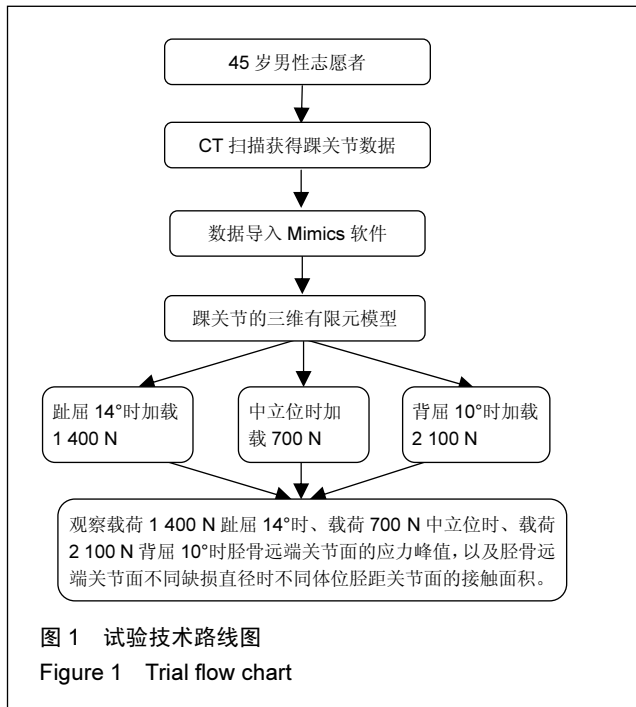 45 岁男性志愿者
CT 扫描获得踝关节数据
数据导入 Mimics 软件
踝关节的三维有限元模型
趾屈 14°时加载
1 400 N
中立位时加
载 700 N
背屈 10°时加载
2 100 N
观察载荷 1 400 N 趾屈 14°时、载荷 700 N 中立位时、载荷
2 100 N 背屈 10°时胫骨远端关节面的应力峰值，以及胫骨远
端关节面不同缺损直径时不同体位胫距关节面的接触面积。
图 1 试验技术路线图
Figure 1 Trial flow chart